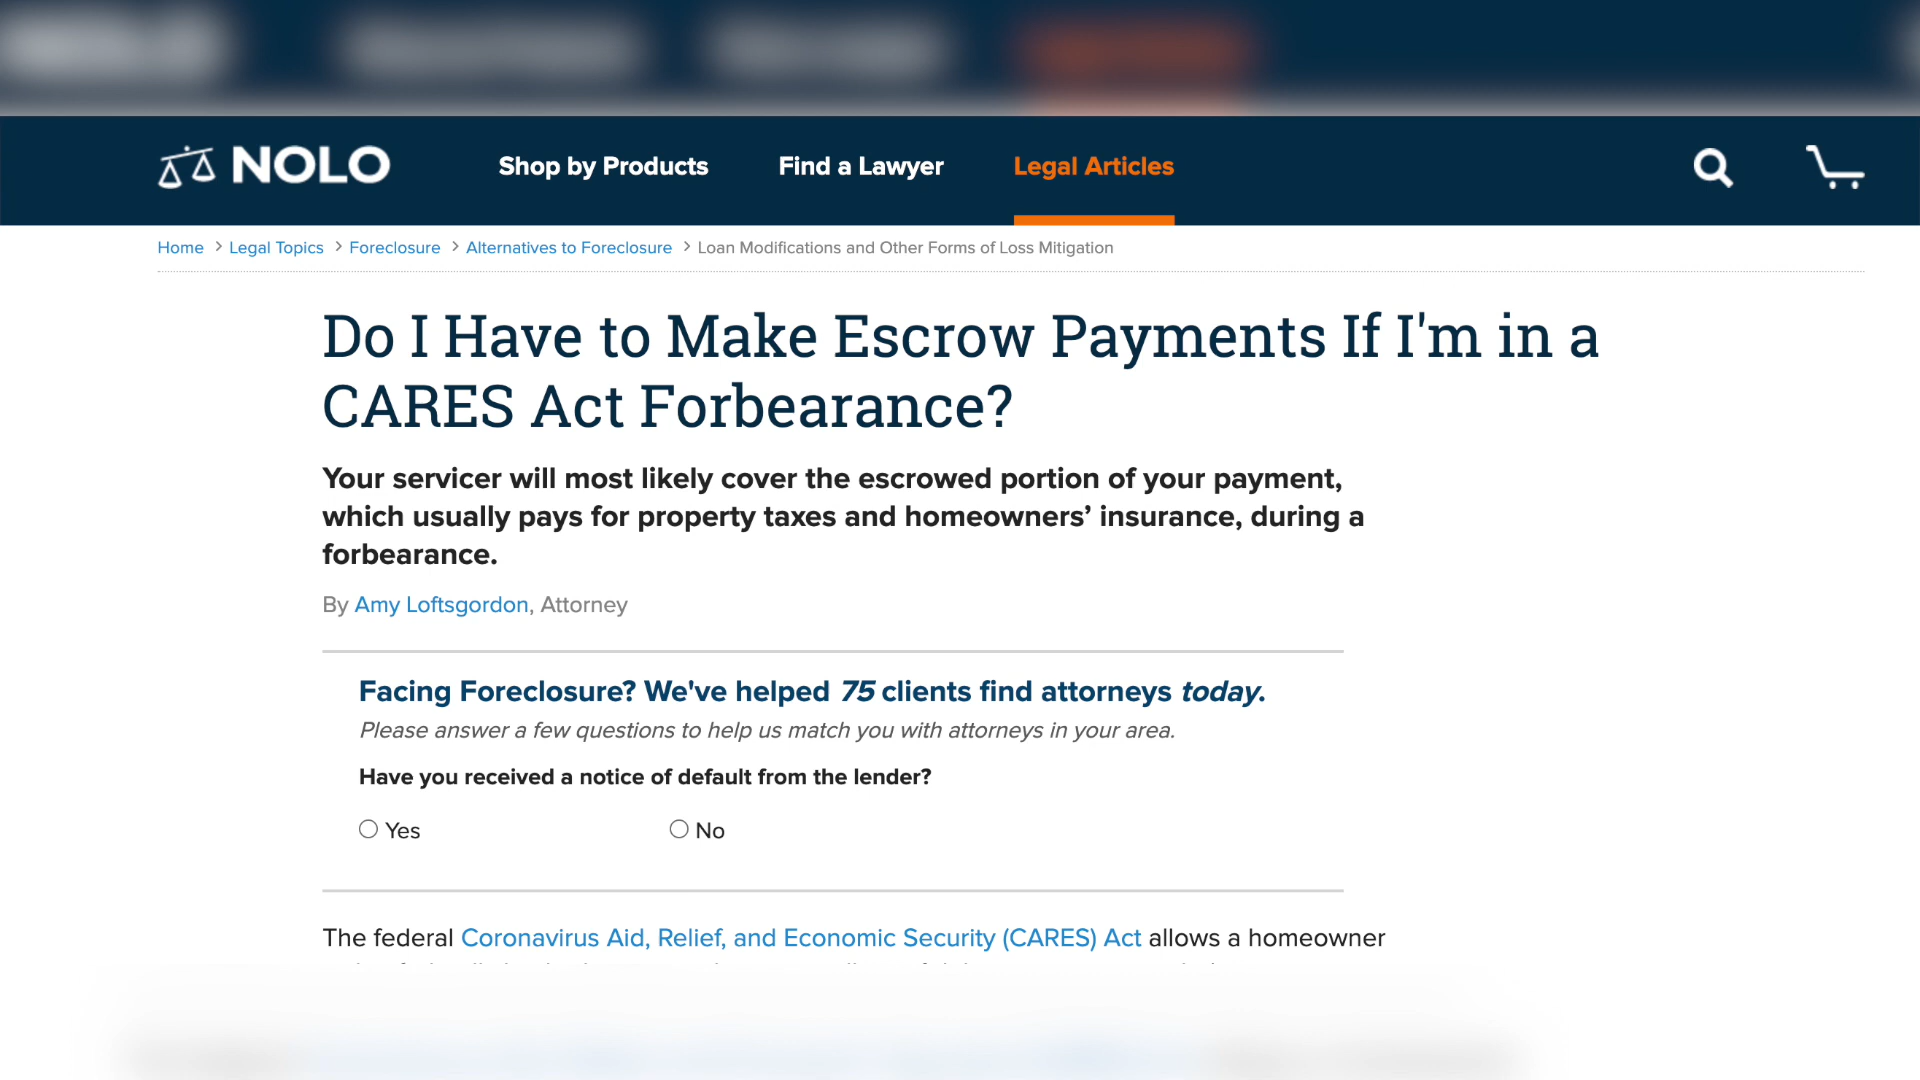 NOLO
Shop by Products
Find a Lawyer
Legal Articles
Home > Legal Topics > Foreclosure > Alternatives to Foreclosure > Loan Modifications and Other Forms of Loss Mitigation
Do I Have to Make Escrow Payments If I'm in a
CARES Act Forbearance?
Your servicer will most likely cover the escrowed portion of your payment,
which usually pays for property taxes and homeowners’ insurance, during a
forbearance.
By Amy Loftsgordon, Attorney
Facing Foreclosure? We've helped 75 clients find attorneys today.
Please answer a few questions to help us match you with attorneys in your area.
Have you received a notice of default from the lender?
Yes
No
The federal Coronavirus Aid, Relief, and Economic Security (CARES) Act allows a homeowner